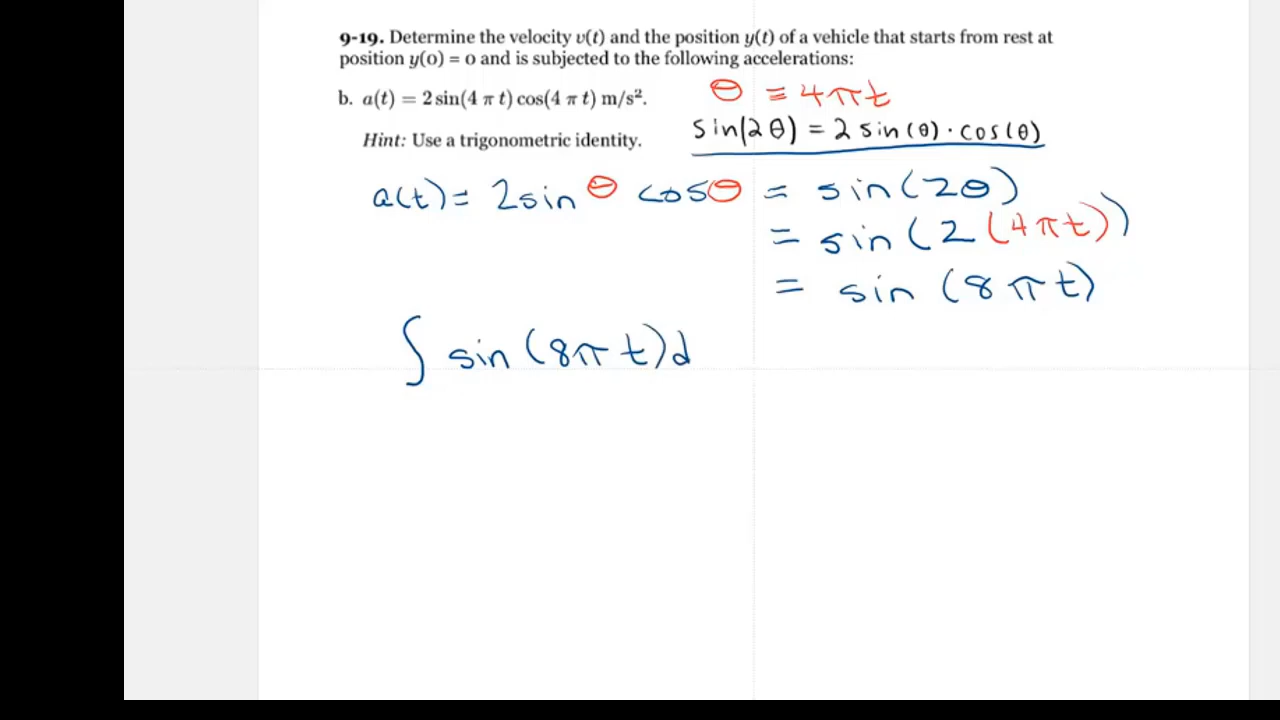 9-19. Determine the velocity v(t) and the position y(t) of a vehicle that starts from rest at
position y(0) = 0 and is subjected to the following accelerations:
b. a(t) = 2 sin(4 π t) cos(4 π t) m/s².
θ = 4πt
Hint: Use a trigonometric identity.
sin(2θ) = 2 sin(θ) · cos(θ)
a(t) = 2sin θ cosθ = sin(2θ)
= sin(2(4πt))
= sin(8πt)
∫ sin(8πt)d